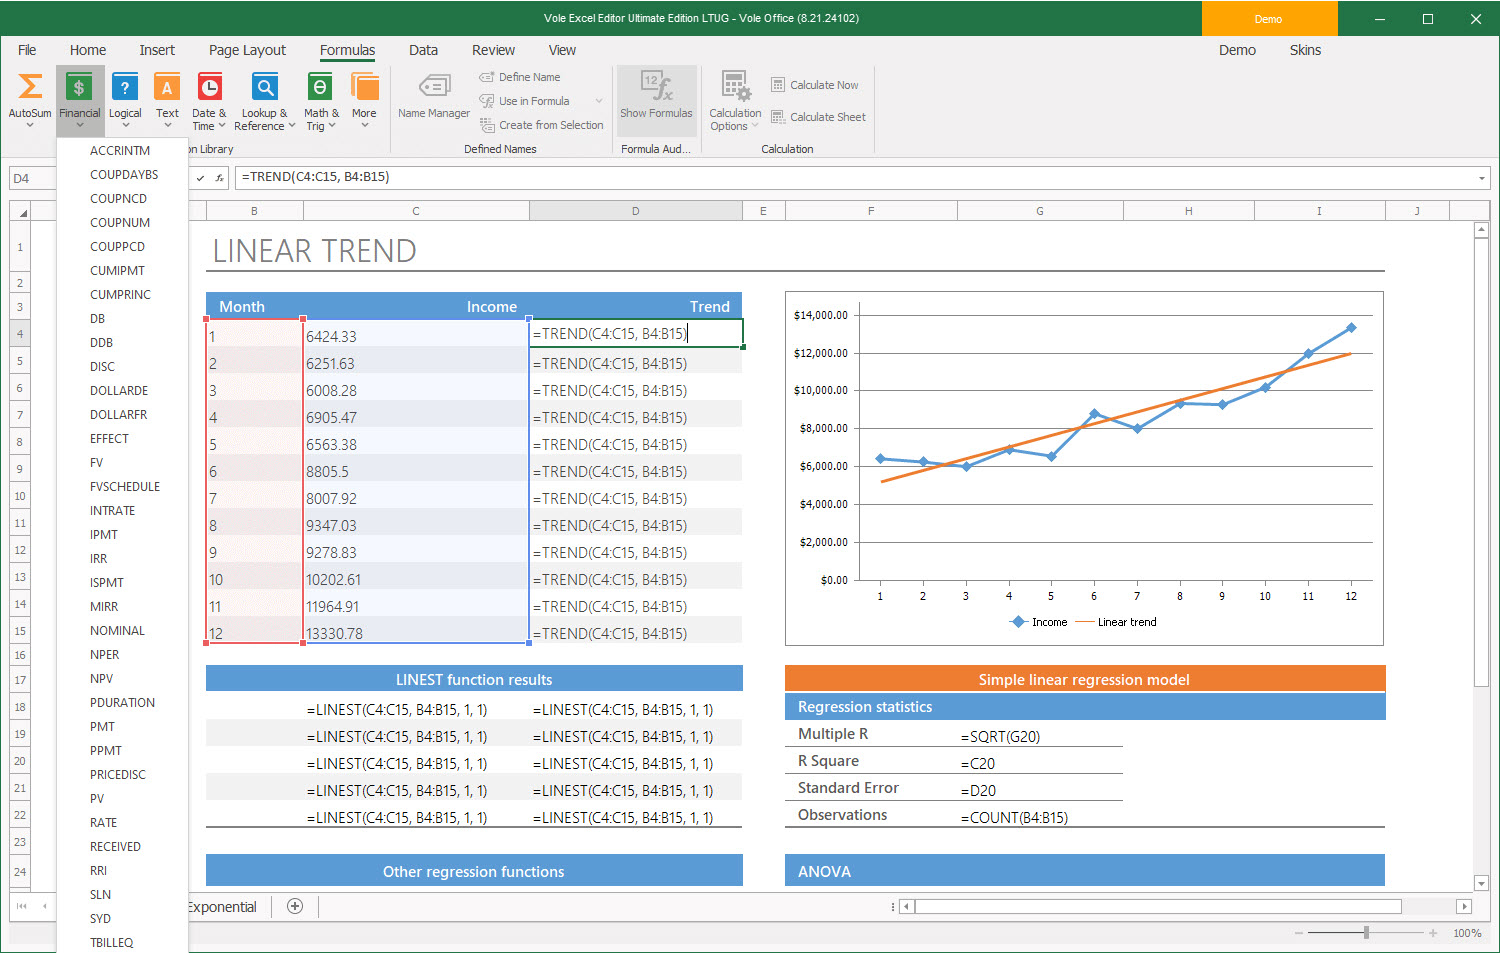 Vole Excel Editor Ultimate Edition LTUG - Vole Office (8.21.24102)
Demo
File Home Insert Page Layout Formulas Data Review View Demo Skins
AutoSum Financial Logical Text Date & Time Lookup & Reference Math & Trig More
Name Manager
Define Name
Use in Formula
Create from Selection
Show Formulas
Calculation Options
Calculate Now
Calculate Sheet
n Library Defined Names Formula Aud... Calculation
ACCRINTM
COUPDAYBS
COUPNCD
COUPNUM
COUPPCD
CUMIPMT
CUMPRINC
DB
DDB
DISC
DOLLARDE
DOLLARFR
EFFECT
FV
FVSCHEDULE
INTRATE
IPMT
IRR
ISPMT
MIRR
NOMINAL
NPER
NPV
PDURATION
PMT
PPMT
PRICEDISC
PV
RATE
RECEIVED
RRI
SLN
SYD
TBILLEQ
D4 fx =TREND(C4:C15, B4:B15)
B C D E F G H I J
1 LINEAR TREND
2
3 Month Income Trend
4 1 6424.33 =TREND(C4:C15, B4:B15)
5 2 6251.63 =TREND(C4:C15, B4:B15)
6 3 6008.28 =TREND(C4:C15, B4:B15)
7 4 6905.47 =TREND(C4:C15, B4:B15)
8 5 6563.38 =TREND(C4:C15, B4:B15)
9 6 8805.5 =TREND(C4:C15, B4:B15)
10 7 8007.92 =TREND(C4:C15, B4:B15)
11 8 9347.03 =TREND(C4:C15, B4:B15)
12 9 9278.83 =TREND(C4:C15, B4:B15)
13 10 10202.61 =TREND(C4:C15, B4:B15)
14 11 11964.91 =TREND(C4:C15, B4:B15)
15 12 13330.78 =TREND(C4:C15, B4:B15)
$14,000.00
$12,000.00
$10,000.00
$8,000.00
$6,000.00
$4,000.00
$2,000.00
$0.00
1 2 3 4 5 6 7 8 9 10 11 12
Income Linear trend
16
17 LINEST function results Simple linear regression model
18 =LINEST(C4:C15, B4:B15, 1, 1) =LINEST(C4:C15, B4:B15, 1, 1) Regression statistics
19 =LINEST(C4:C15, B4:B15, 1, 1) =LINEST(C4:C15, B4:B15, 1, 1) Multiple R =SQRT(G20)
20 =LINEST(C4:C15, B4:B15, 1, 1) =LINEST(C4:C15, B4:B15, 1, 1) R Square =C20
21 =LINEST(C4:C15, B4:B15, 1, 1) =LINEST(C4:C15, B4:B15, 1, 1) Standard Error =D20
22 =LINEST(C4:C15, B4:B15, 1, 1) =LINEST(C4:C15, B4:B15, 1, 1) Observations =COUNT(B4:B15)
23
24 Other regression functions ANOVA
Exponential
100%